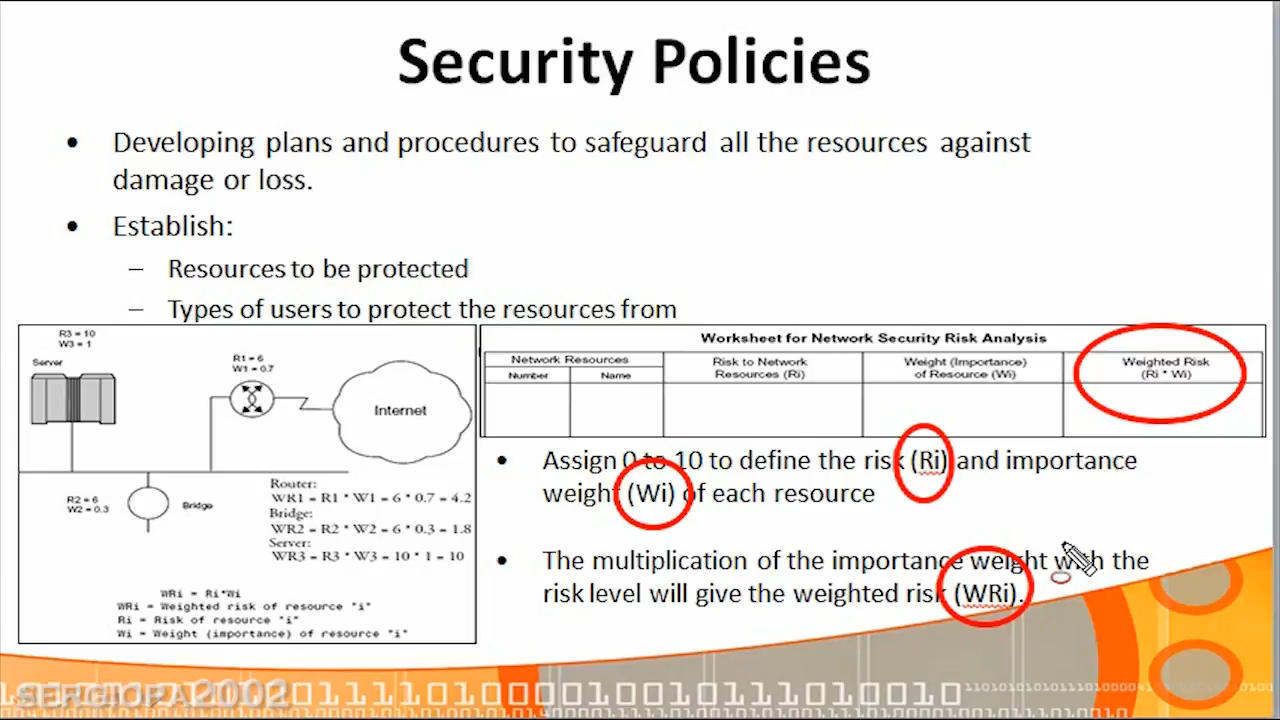 Security Policies
• Developing plans and procedures to safeguard all the resources against
damage or loss.
• Establish:
– Resources to be protected
– Types of users to protect the resources from
R3 = 10
W3 = 1
Server
R1 = 6
W1 = 0.7
Internet
R2 = 6
W2 = 0.3
Bridge
Router:
WR1 = R1 * W1 = 6 * 0.7 = 4.2
Bridge:
WR2 = R2 * W2 = 6 * 0.3 = 1.8
Server:
WR3 = R3 * W3 = 10 * 1 = 10
WRi = Ri*Wi
WRi = Weighted risk of resource "i"
Ri = Risk of resource "i"
Wi = Weight (importance) of resource "i"
Worksheet for Network Security Risk Analysis
Network Resources
Number Name
Risk to Network
Resources (Ri)
Weight (Importance)
of Resource (Wi)
Weighted Risk
(Ri * Wi)
• Assign 0 to 10 to define the risk (Ri) and importance
weight (Wi) of each resource
• The multiplication of the importance weight with the
risk level will give the weighted risk (WRi).
SERGIOPA2002